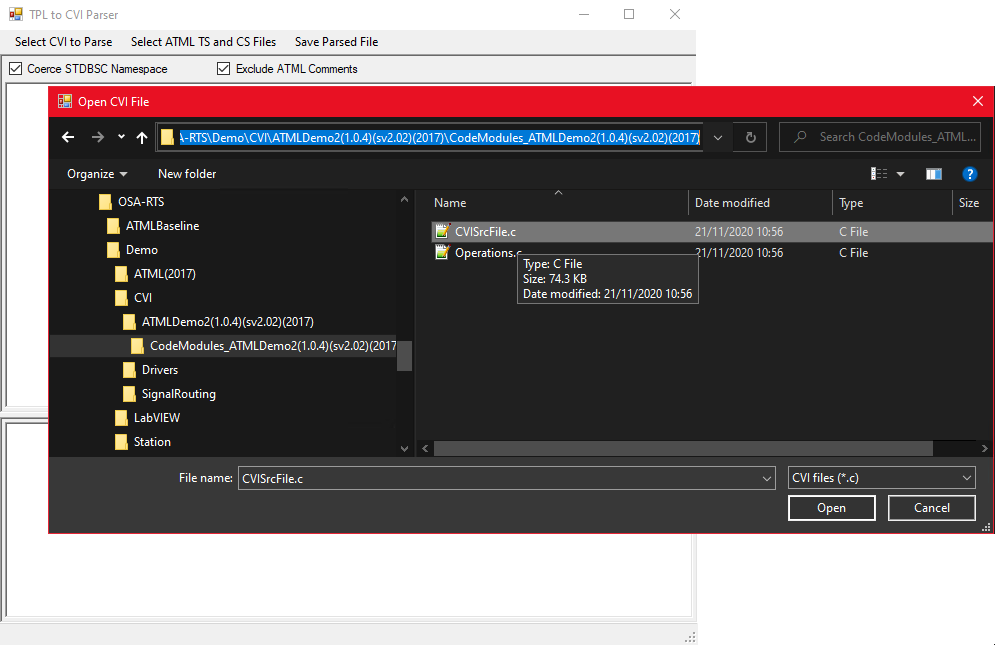 TPL to CVI Parser
Select CVI to Parse Select ATML TS and CS Files Save Parsed File
Coerce STDBSC Namespace Exclude ATML Comments
Open CVI File
A-RTS\Demo\CVI\ATMLDemo2(1.0.4)(sv2.02)(2017)\CodeModules_ATMLDemo2(1.0.4)(sv2.02)(2017) Search CodeModules_ATML...
Organize New folder ?
OSA-RTS
ATMLBaseline
Demo
ATML(2017)
CVI
ATMLDemo2(1.0.4)(sv2.02)(2017)
CodeModules_ATMLDemo2(1.0.4)(sv2.02)(2017
Drivers
SignalRouting
LabVIEW
Station
Name Date modified Type Size
CVISrcFile.c 21/11/2020 10:56 C File
Operations.c 21/11/2020 10:56 C File
Type: C File
Size: 74.3 KB
Date modified: 21/11/2020 10:56
File name: CVISrcFile.c CVI files (*.c)
Open Cancel